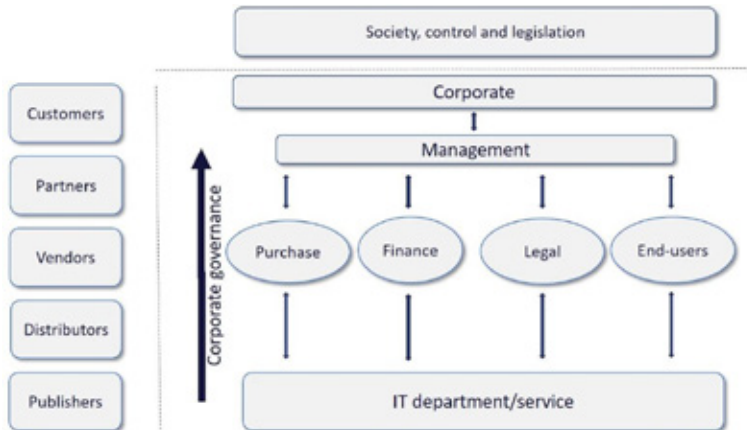 Society, control and legislation
Corporate
Management
Customers
Partners
Vendors
Distributors
Publishers
Corporate governance
Purchase
Finance
Legal
End-users
IT department/service